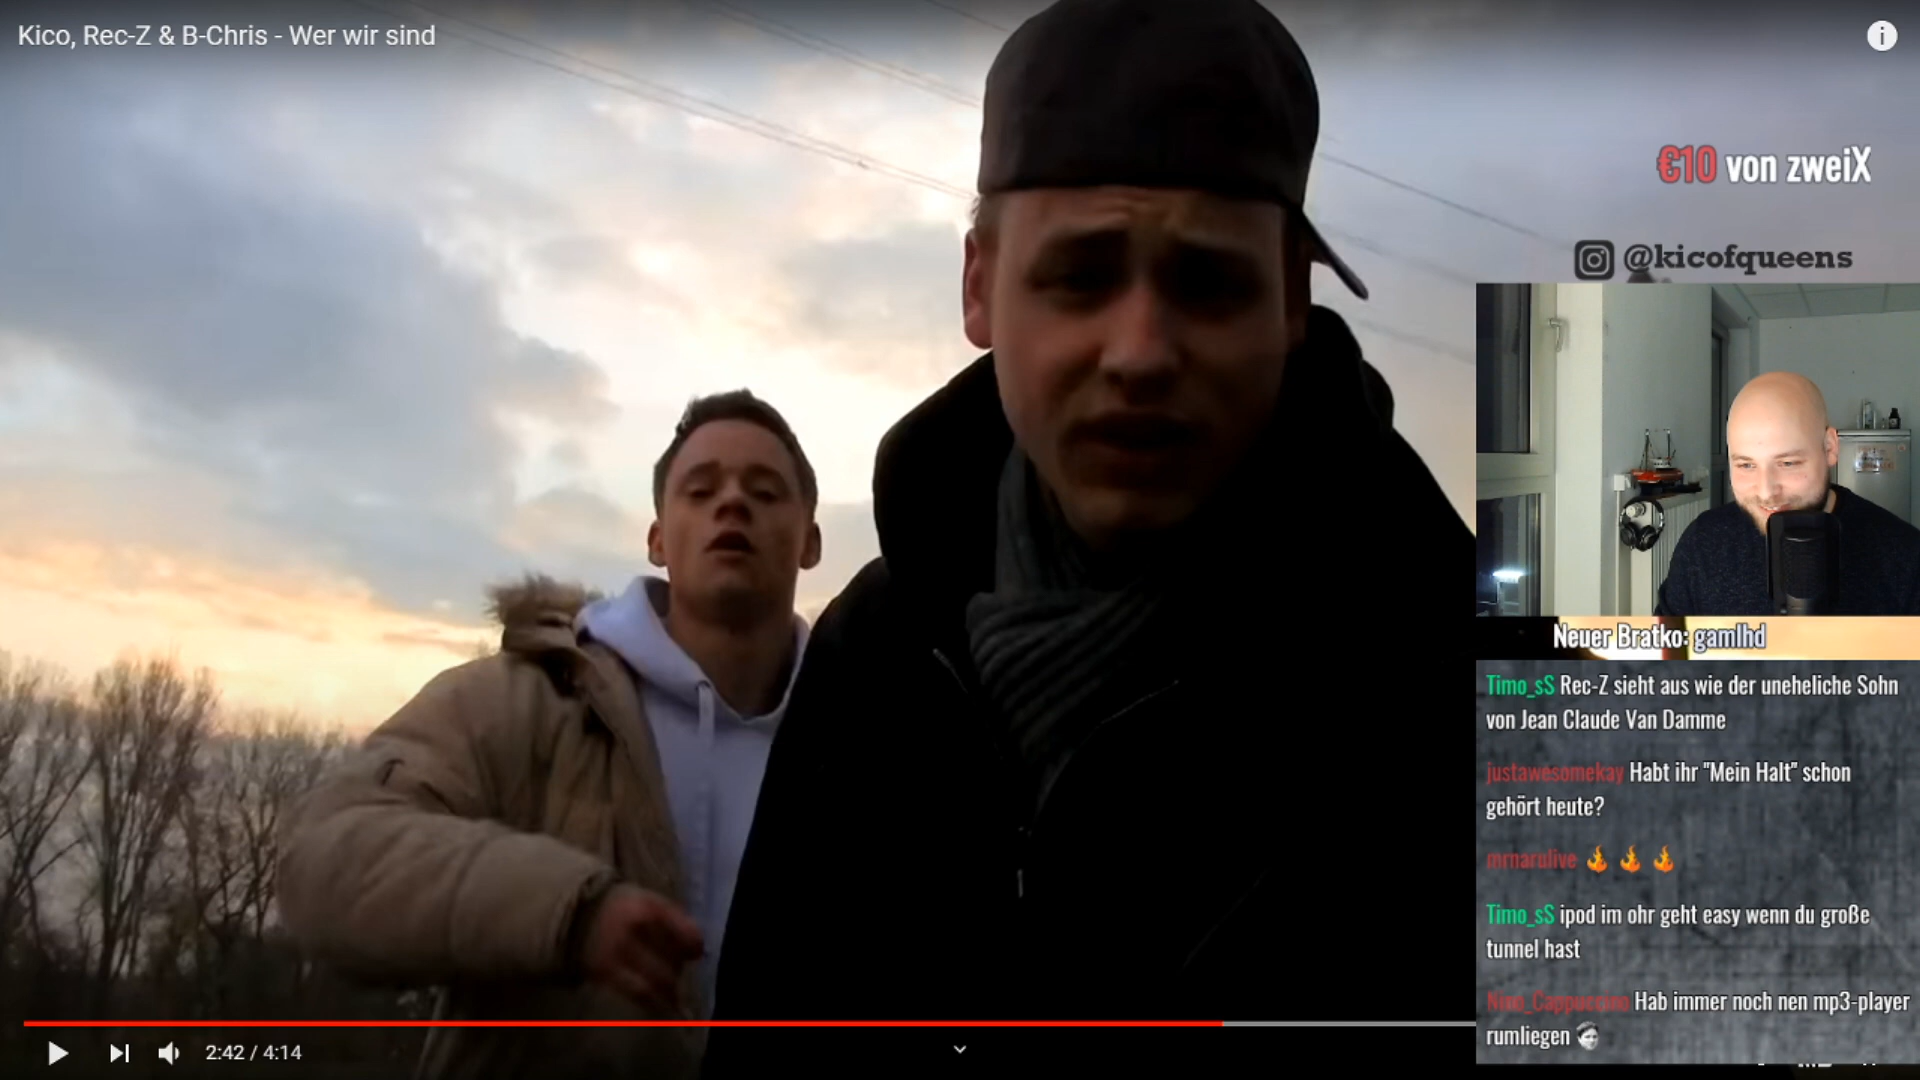 Kico, Rec-Z & B-Chris - Wer wir sind
€10 von zweiX
@kicofqueens
Neuer Bratko: gamlhd
Timo_sS Rec-Z sieht aus wie der uneheliche Sohn
von Jean Claude Van Damme
justawesomekay Habt ihr "Mein Halt" schon
gehört heute?
mrnarulive 🔥 🔥 🔥
Timo_sS ipod im ohr geht easy wenn du große
tunnel hast
Nino_Cappuccino Hab immer noch nen mp3-player
rumliegen
2:42 / 4:14